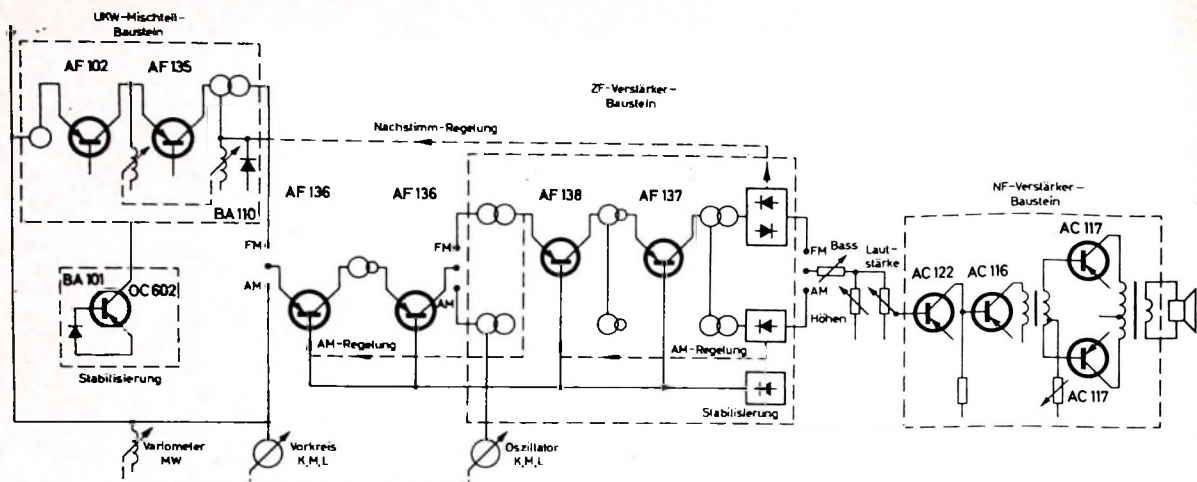 UKW-Mischteil-
Baustein
AF 102
AF 135
BA 110
BA 101
OC 602
Stabilisierung
Nachstimm-Regelung
ZF-Verstärker-
Baustein
AF 136
AF 136
FM
AM
FM
AM
AF 138
AF 137
AM-Regelung
AM-Regelung
Stabilisierung
FM
AM
Bass
Laut-
stärke
Höhen
NF-Verstärker-
Baustein
AC 122
AC 116
AC 117
AC 117
Variometer
MW
Vorkreis
K,M,L
Oszillator
K,M,L